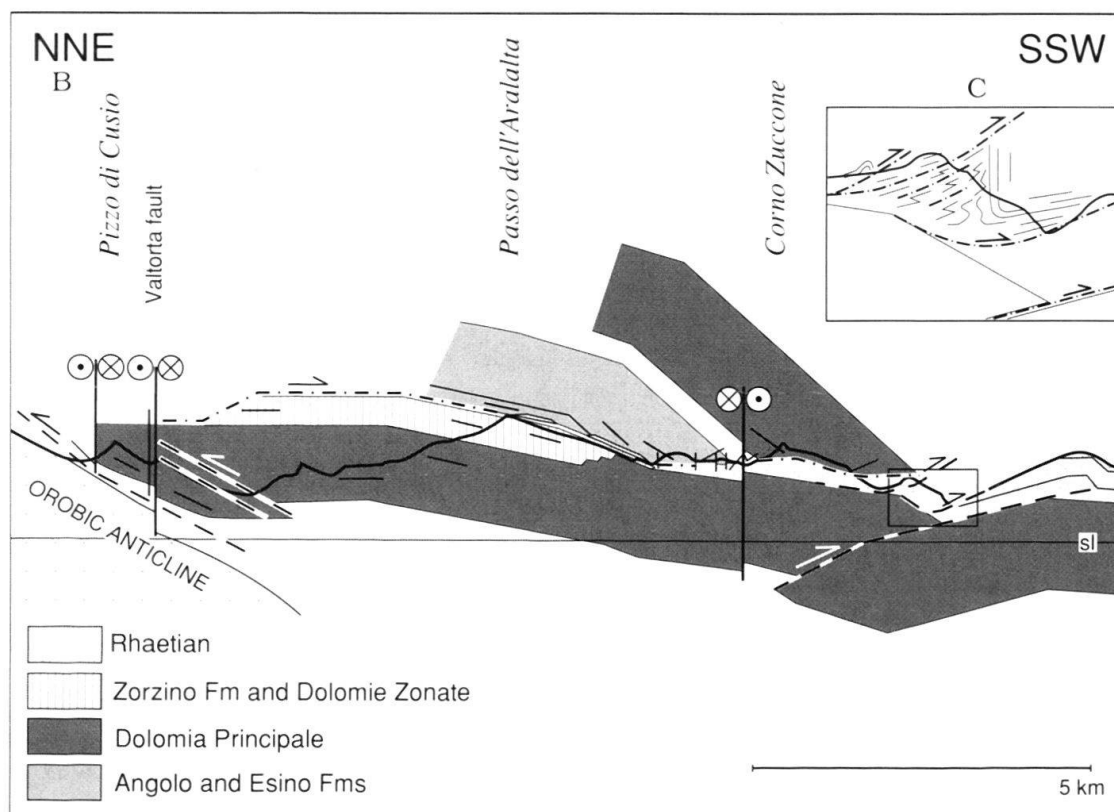 NNE
SSW
B
C
Pizzo di Cusio
Valtorta fault
Passo dell'Aralalta
Corno Zuccone
OROBIC ANTICLINE
sl
Rhaetian
Zorzino Fm and Dolomie Zonate
Dolomia Principale
Angolo and Esino Fms
5 km